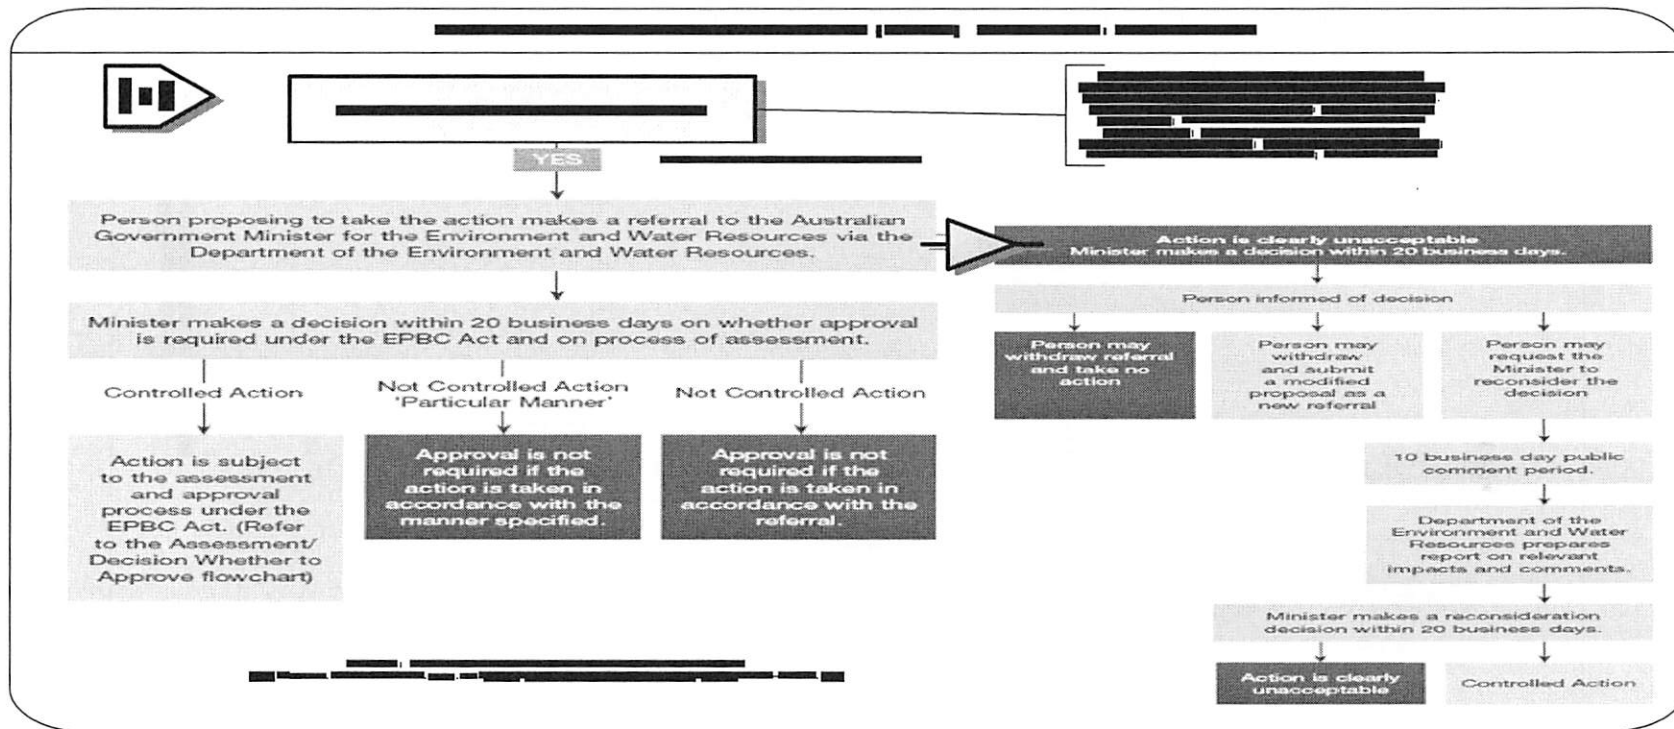 YES
Person proposing to take the action makes a referral to the Australian
Government Minister for the Environment and Water Resources via the
Department of the Environment and Water Resources.
Minister makes a decision within 20 business days on whether approval
is required under the EPBC Act and on process of assessment.
Controlled Action
Not Controlled Action
'Particular Manner'
Not Controlled Action
Action is subject
to the assessment
and approval
process under the
EPBC Act. (Refer
to the Assessment/
Decision Whether to
Approve flowchart)
Approval is not
required if the
action is taken in
accordance with the
manner specified.
Approval is not
required if the
action is taken in
accordance with the
referral.
Action is clearly unacceptable
Minister makes a decision within 20 business days.
Person informed of decision
Person may
withdraw referral
and take no
action
Person may
withdraw
and submit
a modified
proposal as a
new referral
Person may
request the
Minister to
reconsider the
decision
10 business day public
comment period.
Department of the
Environment and Water
Resources prepares
report on relevant
impacts and comments.
Minister makes a reconsideration
decision within 20 business days.
Action is clearly
unacceptable
Controlled Action